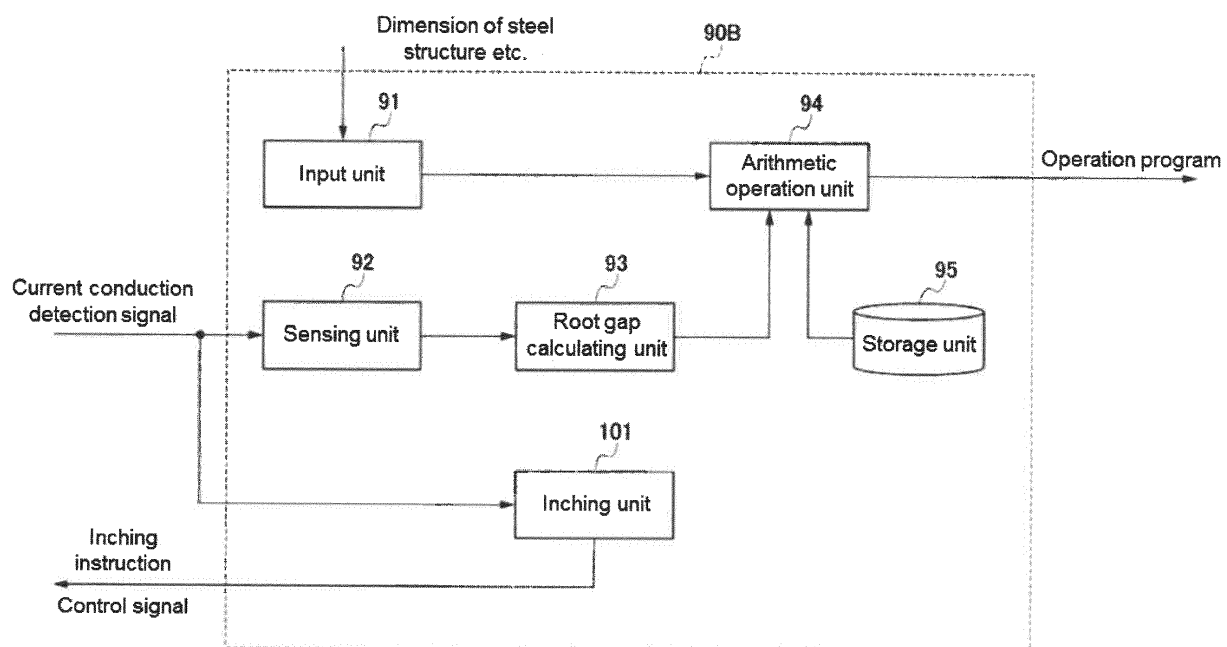 Dimension of steel
structure etc.
90B
91
94
Input unit
Arithmetic
operation unit
Operation program
92
93
95
Current conduction
detection signal
Sensing unit
Root gap
calculating unit
Storage unit
101
Inching unit
Inching
instruction
Control signal